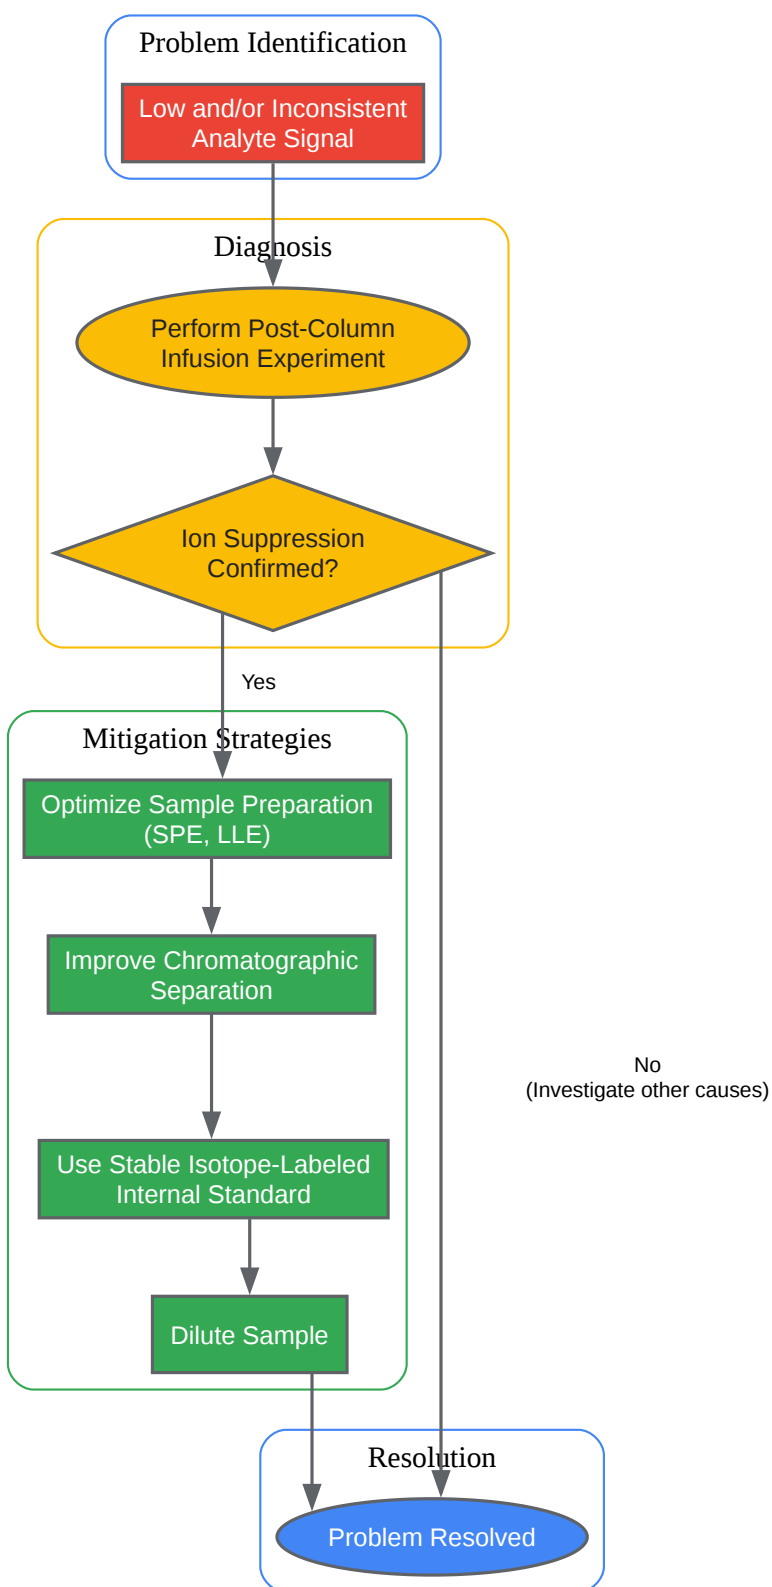 Problem Identification
Low and/or Inconsistent
Analyte Signal
Diagnosis
Perform Post-Column
Infusion Experiment
Ion Suppression
Confirmed?
Yes
Mitigation Strategies
Optimize Sample Preparation
(SPE, LLE)
Improve Chromatographic
Separation
No
(Investigate other causes)
Use Stable Isotope-Labeled
Internal Standard
Dilute Sample
Resolution
Problem Resolved